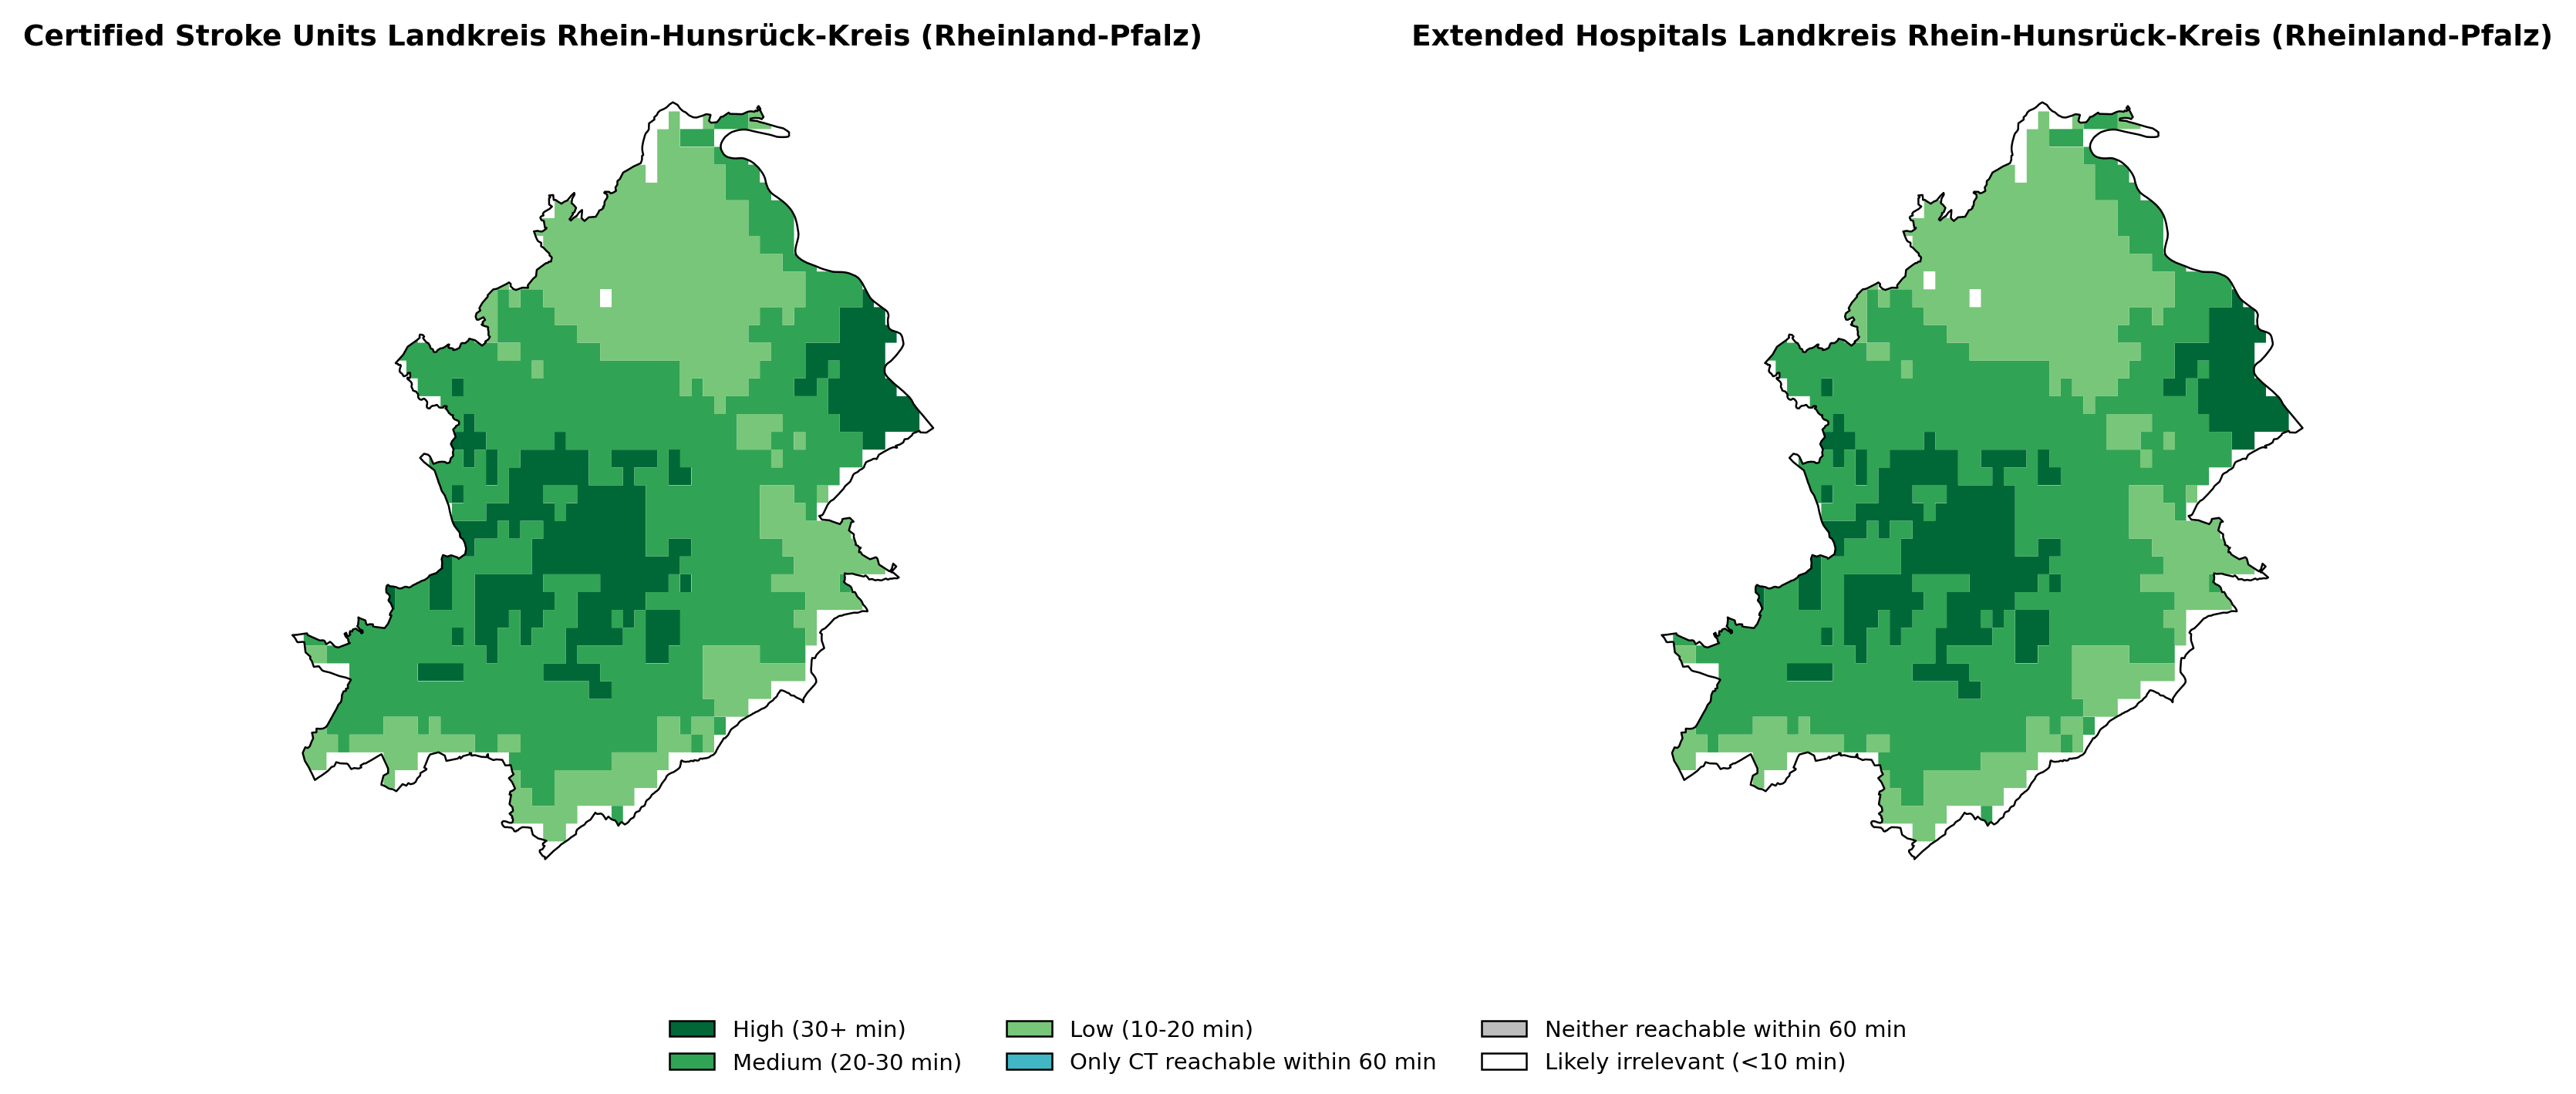 Certified Stroke Units Landkreis Rhein-Hunsrück-Kreis (Rheinland-Pfalz)
Extended Hospitals Landkreis Rhein-Hunsrück-Kreis (Rheinland-Pfalz)
High (30+ min)
Medium (20-30 min)
Low (10-20 min)
Only CT reachable within 60 min
Neither reachable within 60 min
Likely irrelevant (<10 min)